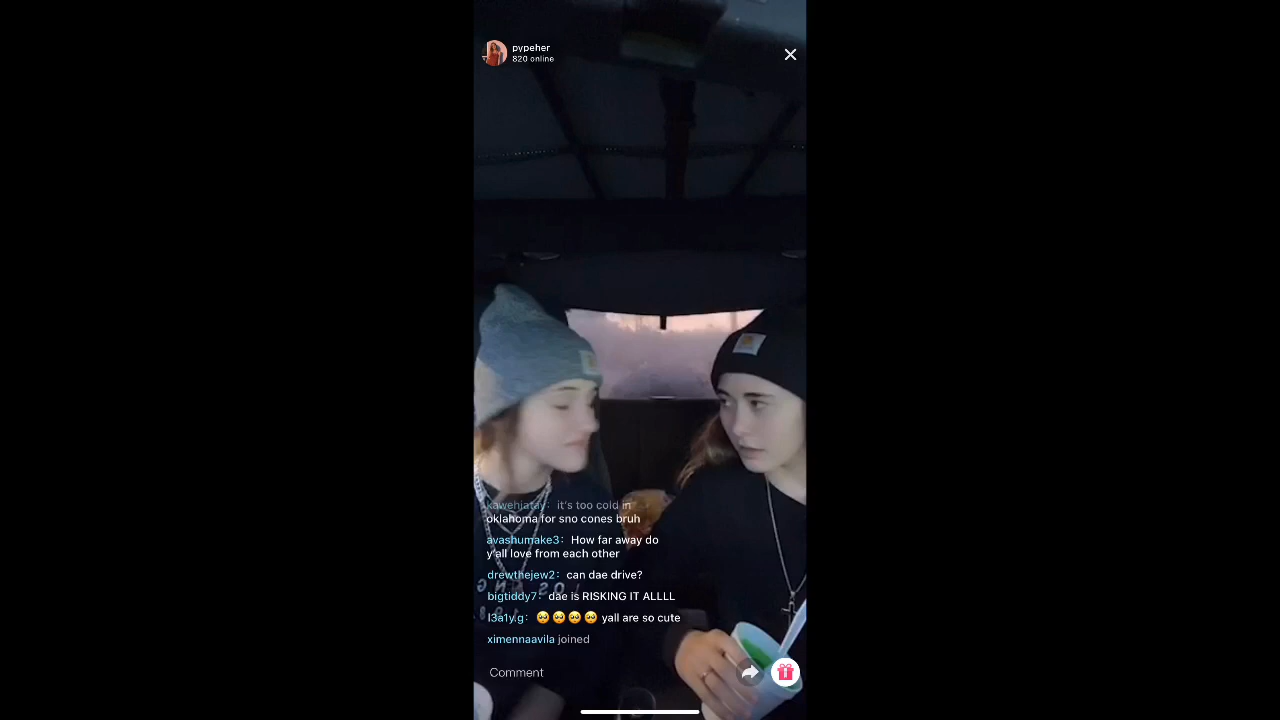 pypeher
820 online
kawehiatay: it's too cold in
oklahoma for sno cones bruh
avashumake3: How far away do
y'all love from each other
drewthejew2: can dae drive?
bigtiddy7: dae is RISKING IT ALLLL
l3a1y.g: 🥺🥺🥺🥺 yall are so cute
ximennaavila joined
Comment